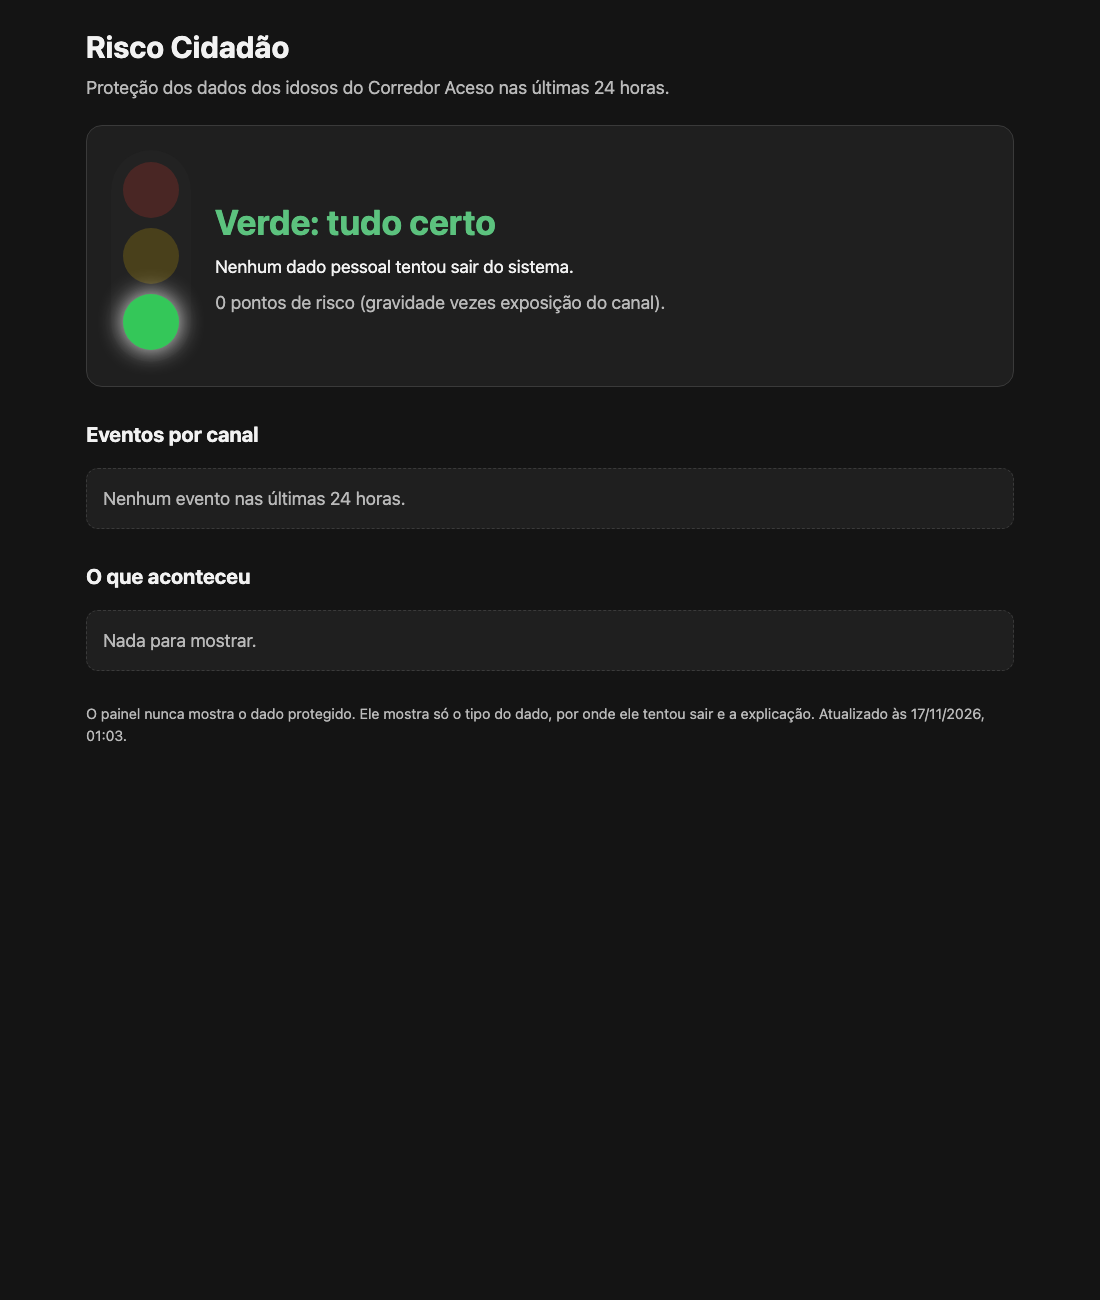 Risco Cidadão
Proteção dos dados dos idosos do Corredor Aceso nas últimas 24 horas.
Verde: tudo certo
Nenhum dado pessoal tentou sair do sistema.
0 pontos de risco (gravidade vezes exposição do canal).
Eventos por canal
Nenhum evento nas últimas 24 horas.
O que aconteceu
Nada para mostrar.
O painel nunca mostra o dado protegido. Ele mostra só o tipo do dado, por onde ele tentou sair e a explicação. Atualizado às 17/11/2026,
01:03.